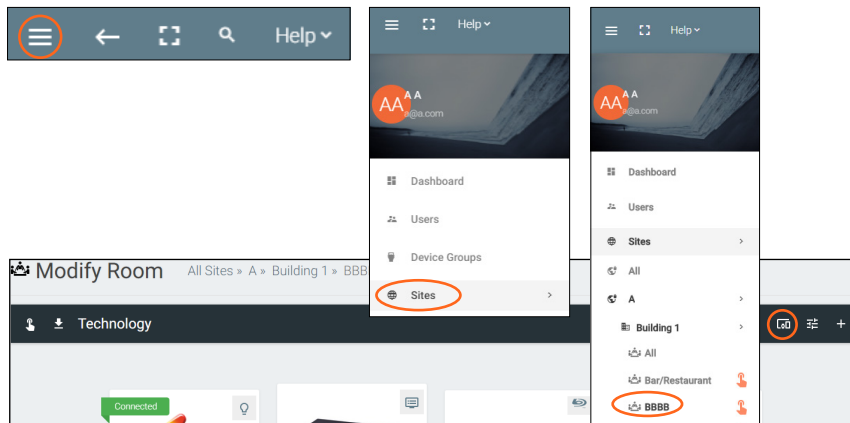 Help
Help
A A
AA
a@a.com
Dashboard
Users
Device Groups
Sites
Help
A A
AA
a@a.com
Dashboard
Users
Sites
All
A
Building 1
All
Bar/Restaurant
BBBB
Modify Room All Sites » A » Building 1 » BBB
Technology
Connected